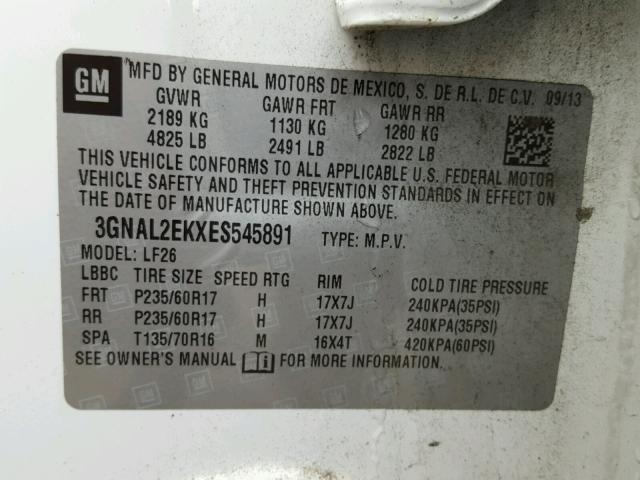 GM MFD BY GENERAL MOTORS DE MEXICO, S. DE R.L. DE C.V. 09/13
GVWR GAWR FRT GAWR RR
2189 KG 1130 KG 1280 KG
4825 LB 2491 LB 2822 LB
THIS VEHICLE CONFORMS TO ALL APPLICABLE U.S. FEDERAL MOTOR
VEHICLE SAFETY AND THEFT PREVENTION STANDARDS IN EFFECT ON
THE DATE OF MANUFACTURE SHOWN ABOVE.
3GNAL2EKXES545891 TYPE: M.P.V.
MODEL: LF26
LBBC TIRE SIZE SPEED RTG RIM COLD TIRE PRESSURE
FRT P235/60R17 H 17X7J 240KPA(35PSI)
RR P235/60R17 H 17X7J 240KPA(35PSI)
SPA T135/70R16 M 16X4T 420KPA(60PSI)
SEE OWNER'S MANUAL FOR MORE INFORMATION.